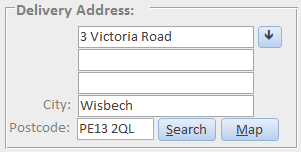 Delivery Address:
3 Victoria Road
City: Wisbech
Postcode: PE13 2QL Search Map